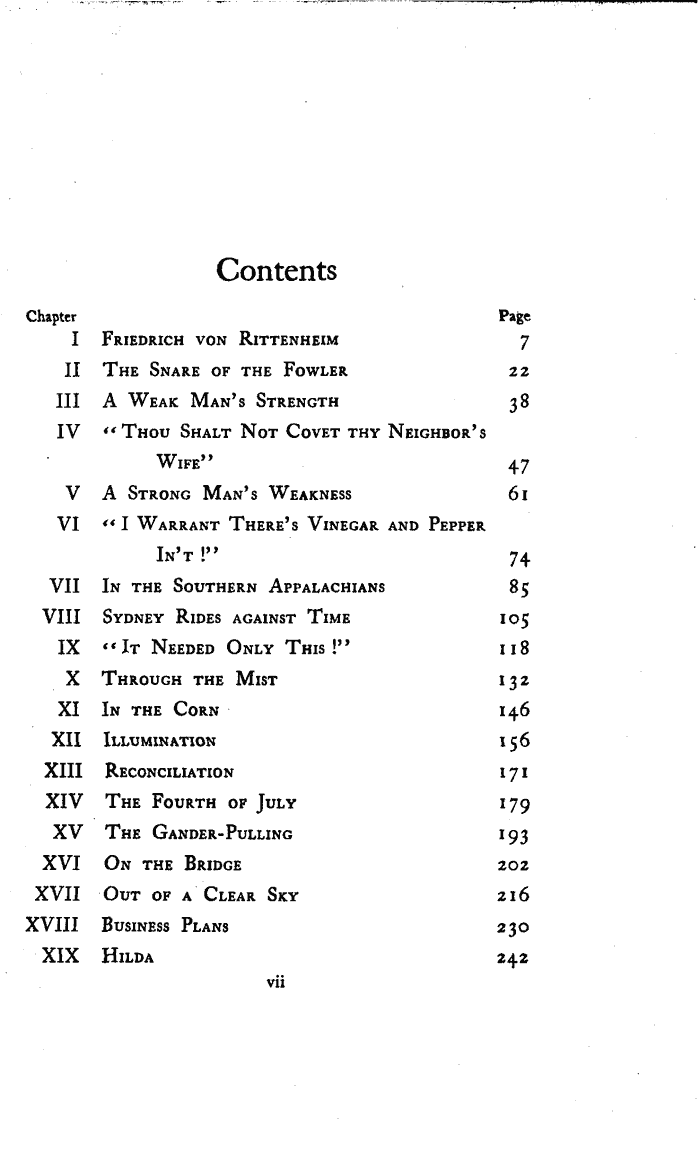 Contents
Chapter Page
I Friedrich von Rittenheim 7
II The Snare of the Fowler 22
III A Weak Man's Strength 38
IV "Thou Shalt Not Covet thy Neighbor's
Wife" 47
V A Strong Man's Weakness 61
VI "I Warrant There's Vinegar and Pepper
In't!" 74
VII In the Southern Appalachians 85
VIII Sydney Rides against Time 105
IX "It Needed Only This!" 118
X Through the Mist 132
XI In the Corn 146
XII Illumination 156
XIII Reconciliation 171
XIV The Fourth of July 179
XV The Gander-Pulling 193
XVI On the Bridge 202
XVII Out of a Clear Sky 216
XVIII Business Plans 230
XIX Hilda 242
vii